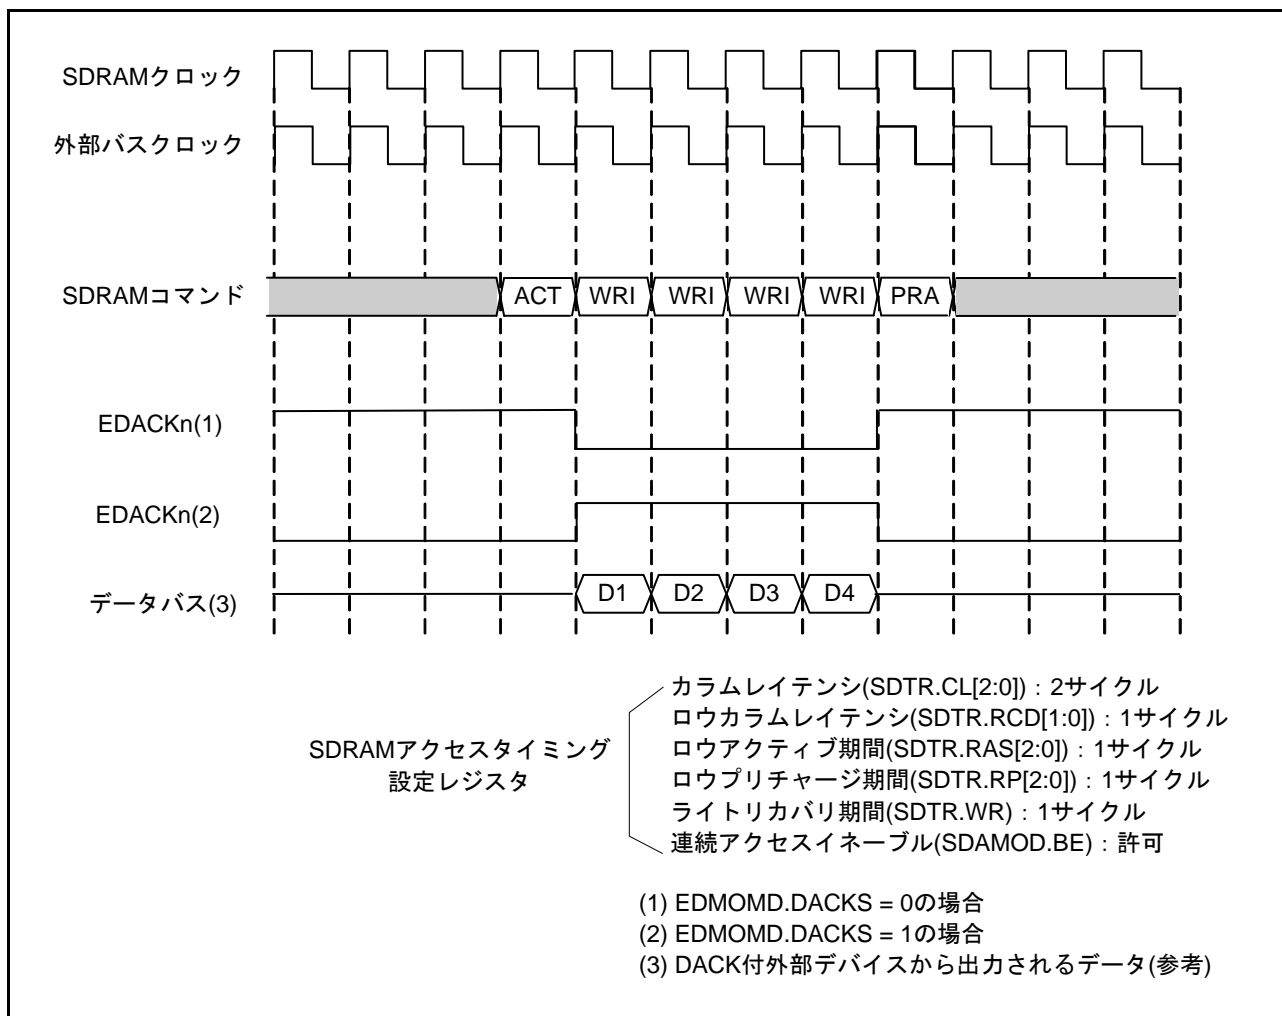 SDRAMクロック
外部バスクロック
SDRAMコマンド
ACT WRI WRI WRI WRI PRA
EDACKn(1)
EDACKn(2)
データバス(3)
D1 D2 D3 D4
SDRAMアクセスタイミング
設定レジスタ
カラムレイテンシ(SDTR.CL[2:0])：2サイクル
ロウカラムレイテンシ(SDTR.RCD[1:0])：1サイクル
ロウアクティブ期間(SDTR.RAS[2:0])：1サイクル
ロウプリチャージ期間(SDTR.RP[2:0])：1サイクル
ライトリカバリ期間(SDTR.WR)：1サイクル
連続アクセスイネーブル(SDAMOD.BE)：許可
(1) EDMOMD.DACKS = 0の場合
(2) EDMOMD.DACKS = 1の場合
(3) DACK付外部デバイスから出力されるデータ(参考)